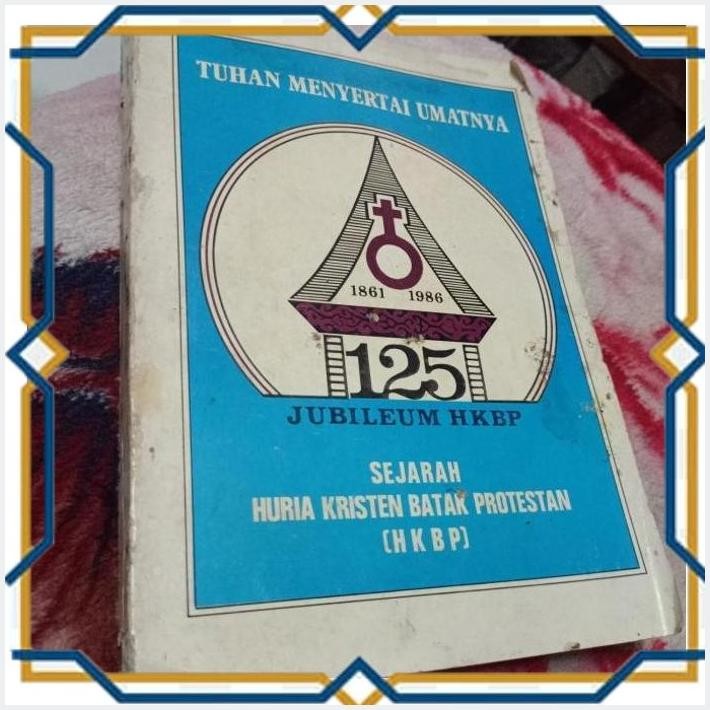 TUHAN MENYERTAI UMATNYA
1861 1986
125
JUBILEUM HKBP
SEJARAH
HURIA KRISTEN BATAK PROTESTAN
(HKBP)